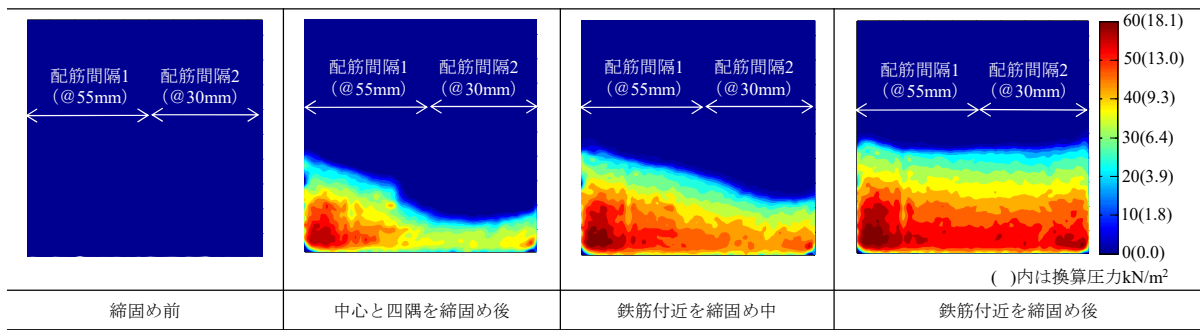 配筋間隔1
（@55mm）
配筋間隔2
（@30mm）
配筋間隔1
（@55mm）
配筋間隔2
（@30mm）
配筋間隔1
（@55mm）
配筋間隔2
（@30mm）
配筋間隔1
（@55mm）
配筋間隔2
（@30mm）
60(18.1)
50(13.0)
40(9.3)
30(6.4)
20(3.9)
10(1.8)
0(0.0)
(　)内は換算圧力kN/m²
締固め前
中心と四隅を締固め後
鉄筋付近を締固め中
鉄筋付近を締固め後